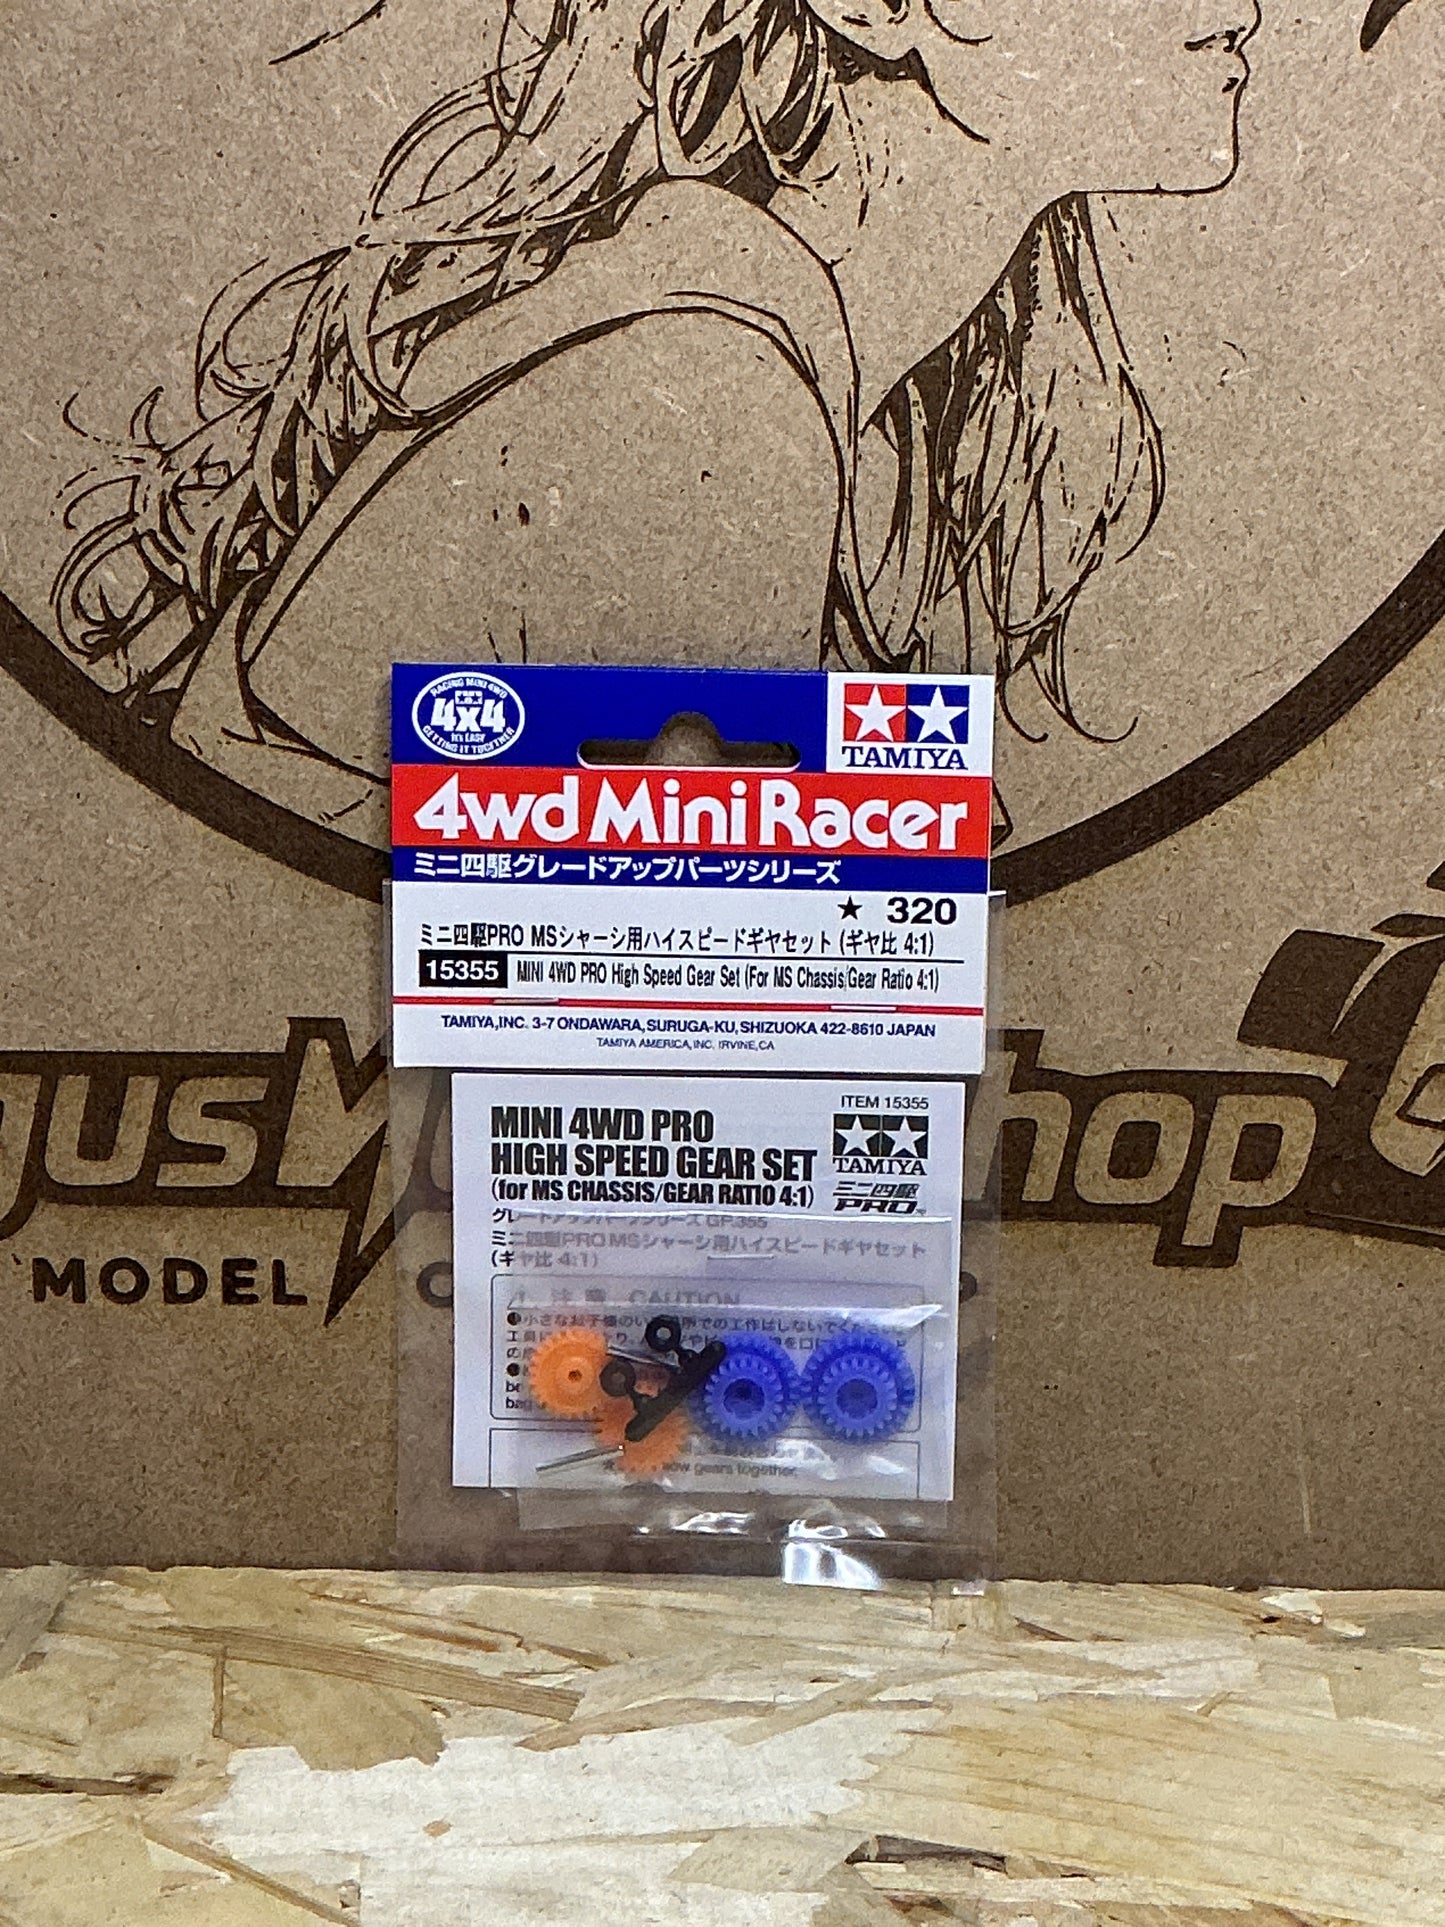 RACING MINI 4WD
4x4
IT'S EASY
GETTING IT TOGETHER
TAMIYA
4wd Mini Racer
ミニ四駆グレードアップパーツシリーズ
★ 320
ミニ四駆PRO MSシャーシ用ハイスピードギヤセット (ギヤ比 4:1)
15355 MINI 4WD PRO High Speed Gear Set (For MS Chassis/Gear Ratio 4:1)
TAMIYA,INC. 3-7 ONDAWARA, SURUGA-KU, SHIZUOKA 422-8610 JAPAN
TAMIYA AMERICA, INC. IRVINE, CA
gus
hop
MODEL
ITEM 15355
MINI 4WD PRO
HIGH SPEED GEAR SET
(for MS CHASSIS/GEAR RATIO 4:1)
TAMIYA
ミニ四駆
PRO
グレードアップパーツシリーズ GP.355
ミニ四駆PRO MSシャーシ用ハイスピードギヤセット
(ギヤ比 4:1)
注意 CAUTION
gears together.